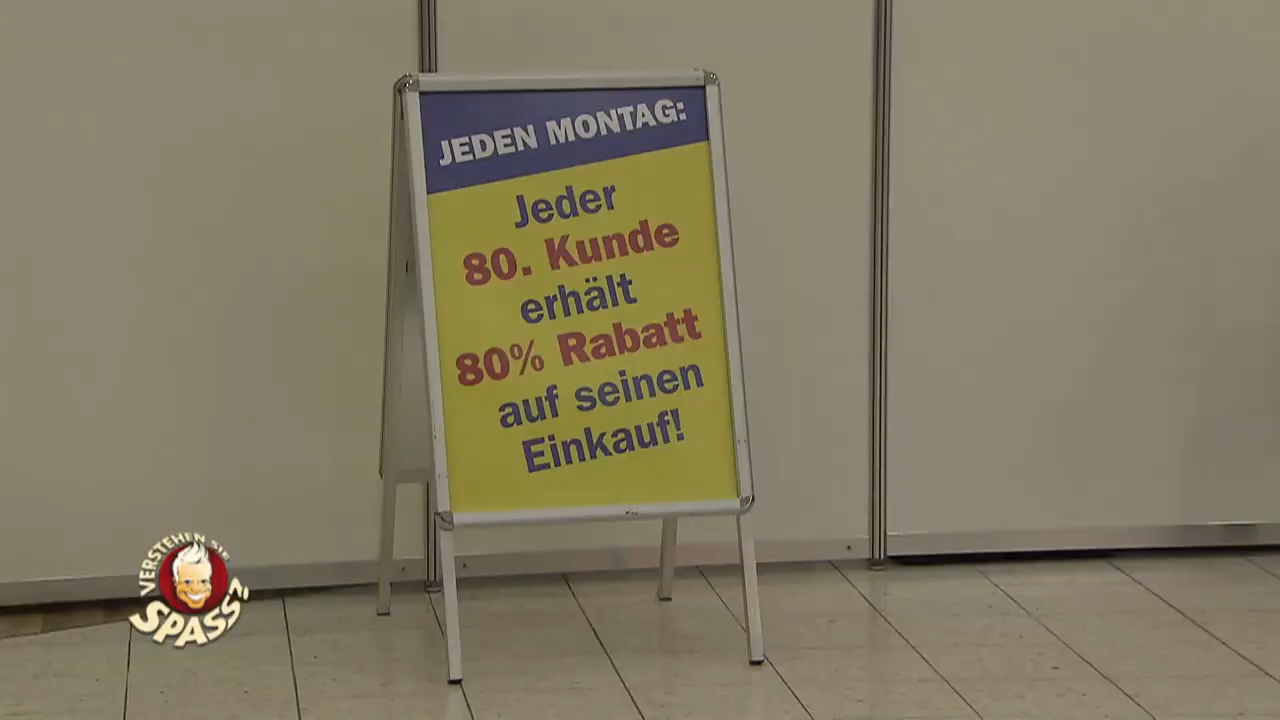 JEDEN MONTAG:
Jeder
80. Kunde
erhält
80% Rabatt
auf seinen
Einkauf!
VERSTEHEN SIE
SPASS?